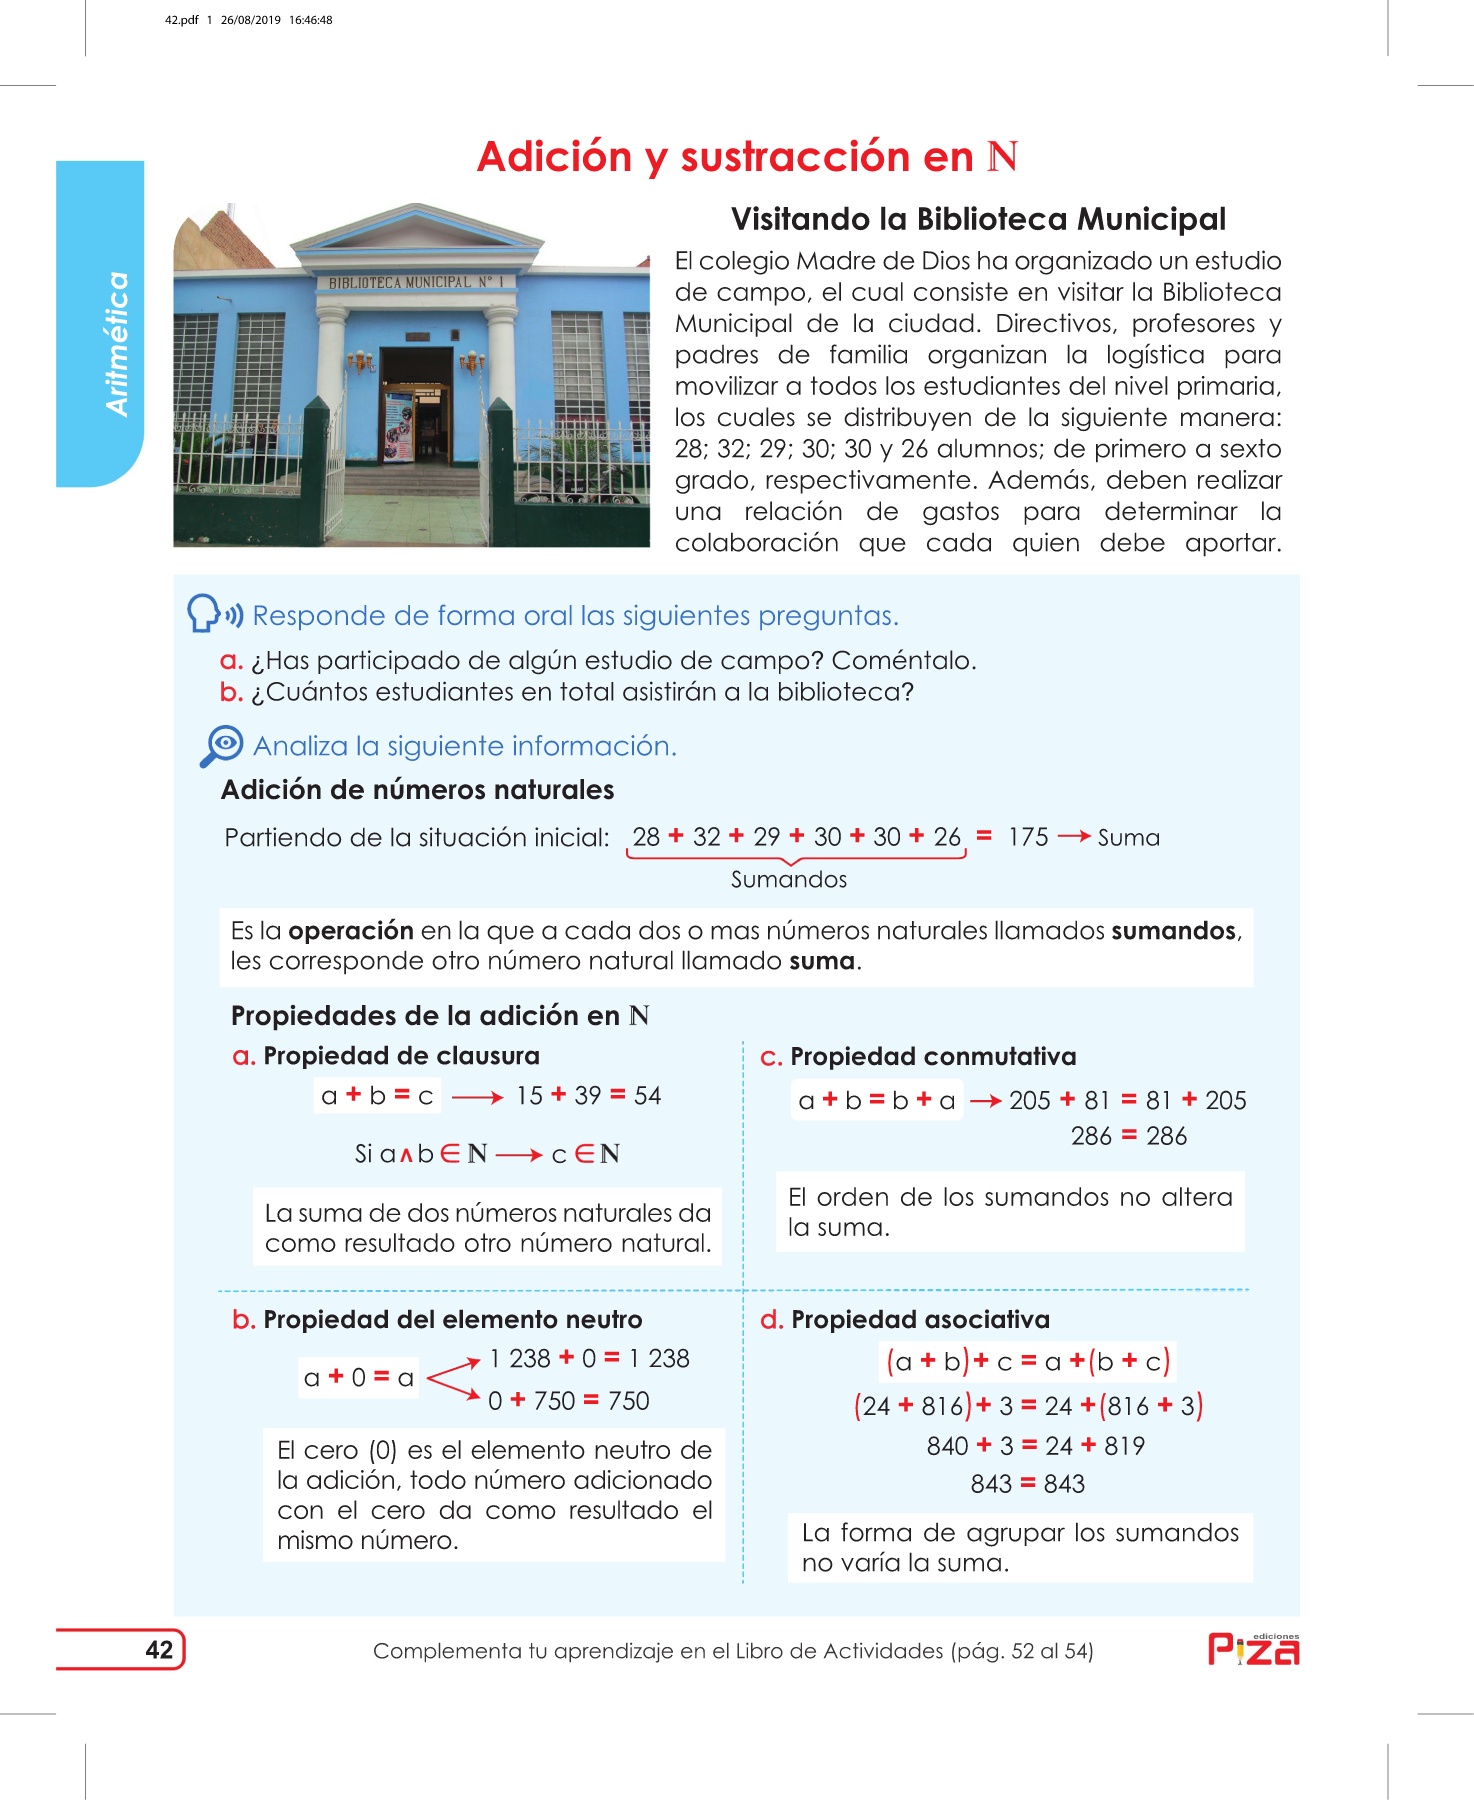 42.pdf 1 26/08/2019 16:46:48
Adición y sustracción en ℕ
Aritmética
BIBLIOTECA MUNICIPAL N° 1
Visitando la Biblioteca Municipal
El colegio Madre de Dios ha organizado un estudio
de campo, el cual consiste en visitar la Biblioteca
Municipal de la ciudad. Directivos, profesores y
padres de familia organizan la logística para
movilizar a todos los estudiantes del nivel primaria,
los cuales se distribuyen de la siguiente manera:
28; 32; 29; 30; 30 y 26 alumnos; de primero a sexto
grado, respectivamente. Además, deben realizar
una relación de gastos para determinar la
colaboración que cada quien debe aportar.
Responde de forma oral las siguientes preguntas.
a. ¿Has participado de algún estudio de campo? Coméntalo.
b. ¿Cuántos estudiantes en total asistirán a la biblioteca?
Analiza la siguiente información.
Adición de números naturales
Partiendo de la situación inicial: 28 + 32 + 29 + 30 + 30 + 26 = 175 → Suma
Sumandos
Es la operación en la que a cada dos o mas números naturales llamados sumandos,
les corresponde otro número natural llamado suma.
Propiedades de la adición en ℕ
a. Propiedad de clausura
a + b = c → 15 + 39 = 54
Si a ∧ b ∈ ℕ → c ∈ ℕ
La suma de dos números naturales da
como resultado otro número natural.
b. Propiedad del elemento neutro
a + 0 = a
1 238 + 0 = 1 238
0 + 750 = 750
El cero (0) es el elemento neutro de
la adición, todo número adicionado
con el cero da como resultado el
mismo número.
c. Propiedad conmutativa
a + b = b + a → 205 + 81 = 81 + 205
286 = 286
El orden de los sumandos no altera
la suma.
d. Propiedad asociativa
(a + b) + c = a + (b + c)
(24 + 816) + 3 = 24 + (816 + 3)
840 + 3 = 24 + 819
843 = 843
La forma de agrupar los sumandos
no varía la suma.
42
Complementa tu aprendizaje en el Libro de Actividades (pág. 52 al 54)
ediciones
Piza